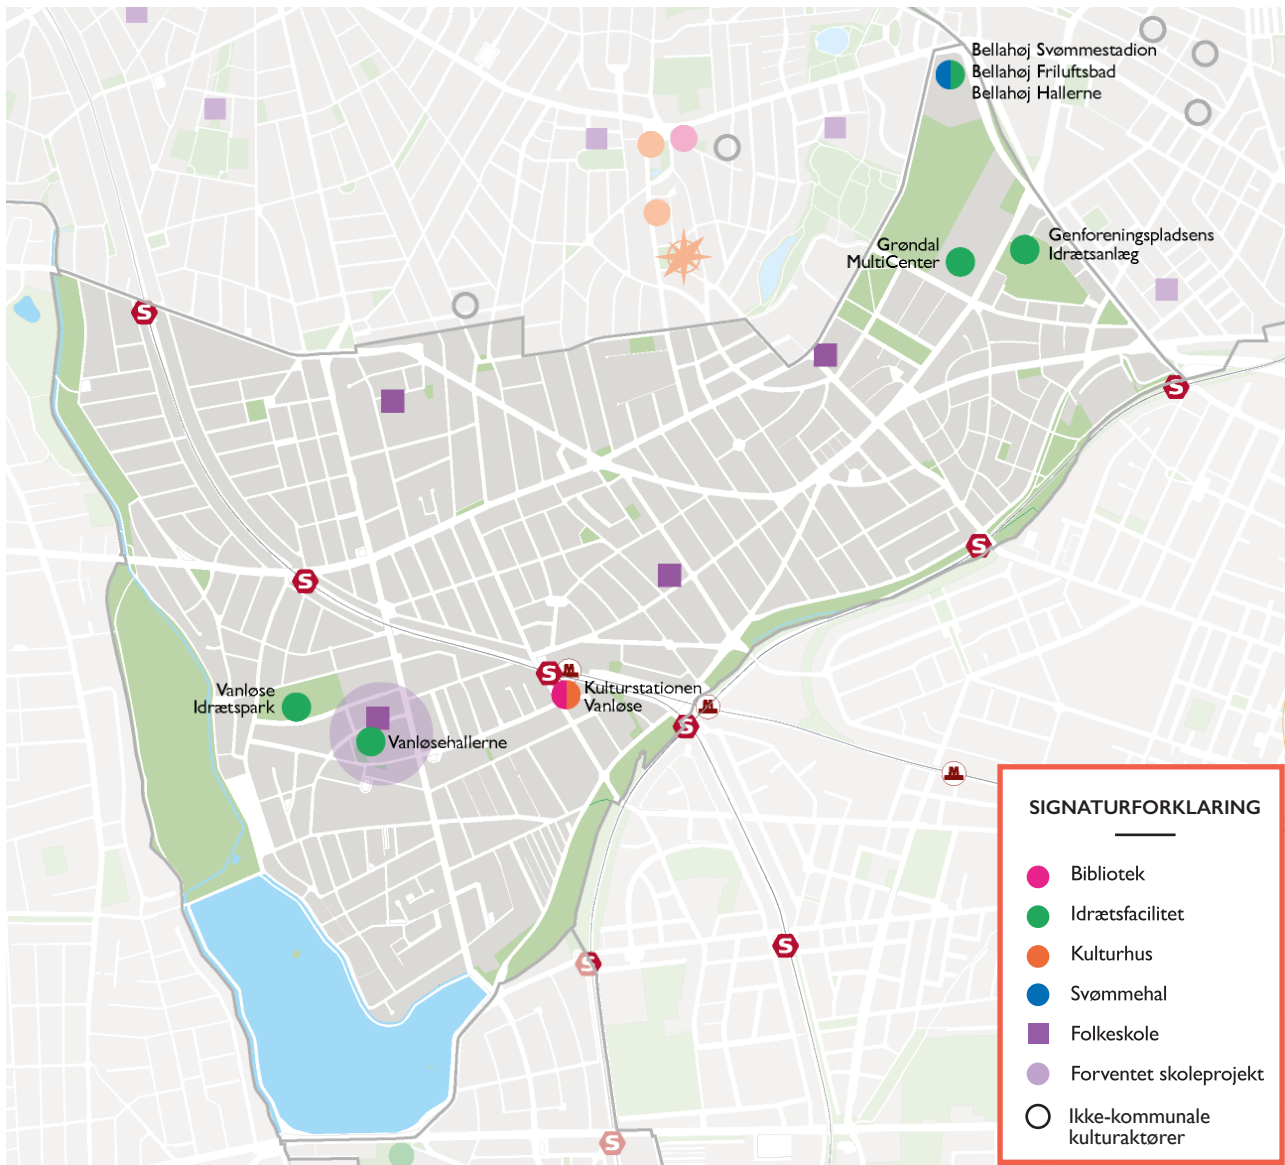 Bellahøj Svømmestadion
Bellahøj Friluftsbad
Bellahøj Hallerne
Grøndal
MultiCenter
Genforeningspladsens
Idrætsanlæg
S
S
S
S
S
M
Kulturstationen
Vanløse
Vanløse
Idrætspark
Vanløsehallerne
M
S
M
S
S
S
SIGNATURFORKLARING
Bibliotek
Idrætsfacilitet
Kulturhus
Svømmehal
Folkeskole
Forventet skoleprojekt
Ikke-kommunale
kulturaktører